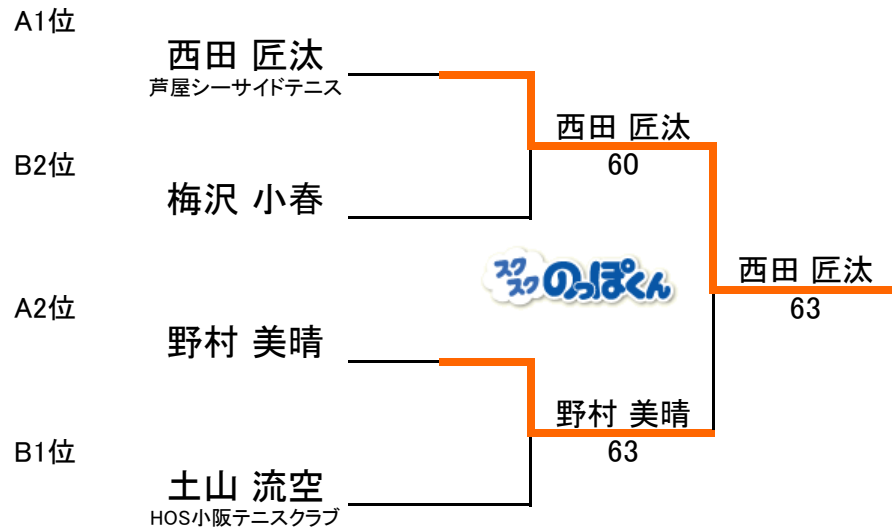 A1位
西田 匠汰
芦屋シーサイドテニス
西田 匠汰
60
B2位
梅沢 小春
スク
スク
のっぽくん
西田 匠汰
63
A2位
野村 美晴
野村 美晴
63
B1位
土山 流空
HOS小阪テニスクラブ